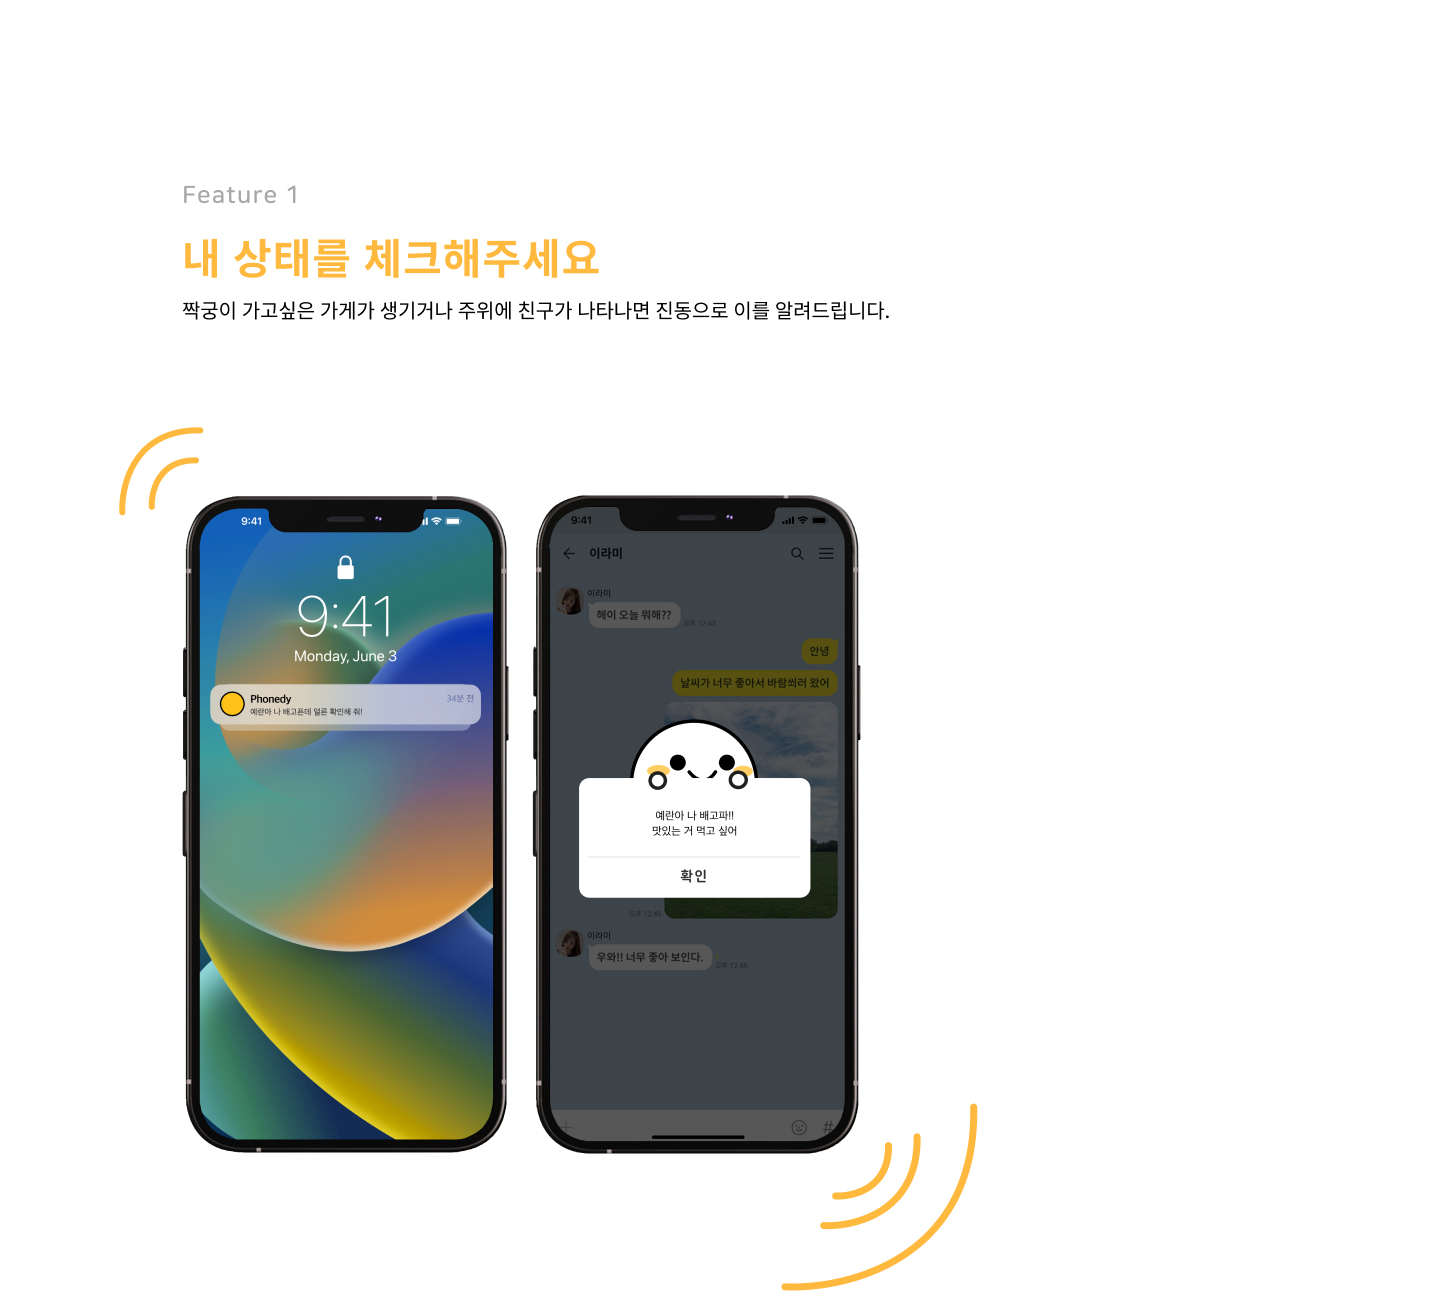 Feature 1
내 상태를 체크해주세요
짝궁이 가고싶은 가게가 생기거나 주위에 친구가 나타나면 진동으로 이를 알려드립니다.
9:41
9:41
Monday, June 3
Phonedy
34분 전
예란아 나 배고픈데 얼른 확인해 줘!
9:41
이라미
이라미
헤이 오늘 뭐해??
오후 12:43
안녕
날씨가 너무 좋아서 바람쐬러 왔어
예란아 나 배고파!!
맛있는 거 먹고 싶어
확인
오후 12:45
이라미
우와!! 너무 좋아 보인다.
오후 12:45
#